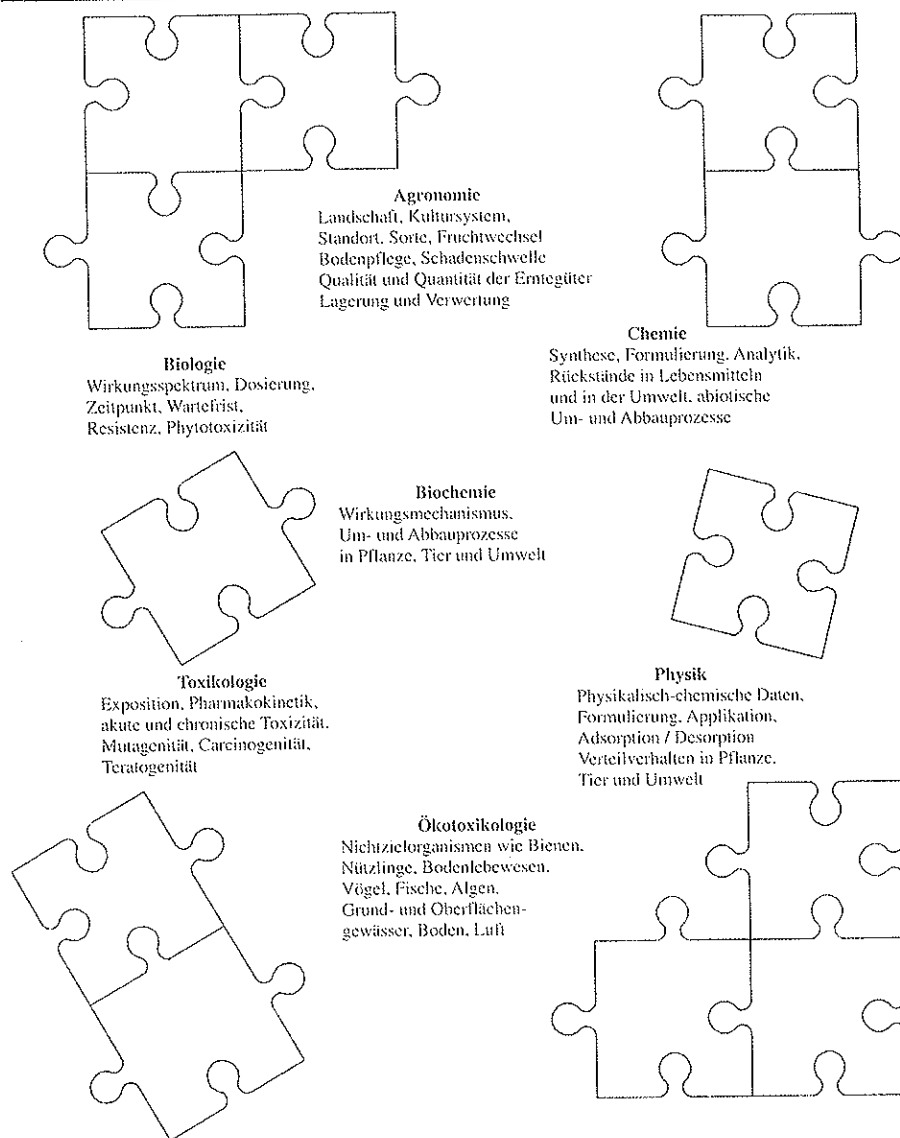 Agronomie
Landschaft, Kultursystem,
Standort, Sorte, Fruchtwechsel
Bodenpflege, Schadenschwelle
Qualität und Quantität der Erntegüter
Lagerung und Verwertung
Biologie
Wirkungsspektrum, Dosierung,
Zeitpunkt, Wartefrist,
Resistenz, Phytotoxizität
Chemie
Synthese, Formulierung, Analytik,
Rückstände in Lebensmitteln
und in der Umwelt, abiotische
Um- und Abbauprozesse
Biochemie
Wirkungsmechanismus,
Um- und Abbauprozesse
in Pflanze, Tier und Umwelt
Toxikologie
Exposition, Pharmakokinetik,
akute und chronische Toxizität,
Mutagenität, Carcinogenität,
Teratogenität
Physik
Physikalisch-chemische Daten,
Formulierung, Applikation,
Adsorption / Desorption
Verteilverhalten in Pflanze,
Tier und Umwelt
Ökotoxikologie
Nichtzielorganismen wie Bienen,
Nützlinge, Bodenlebewesen,
Vögel, Fische, Algen,
Grund- und Oberflächen-
gewässer, Boden, Luft